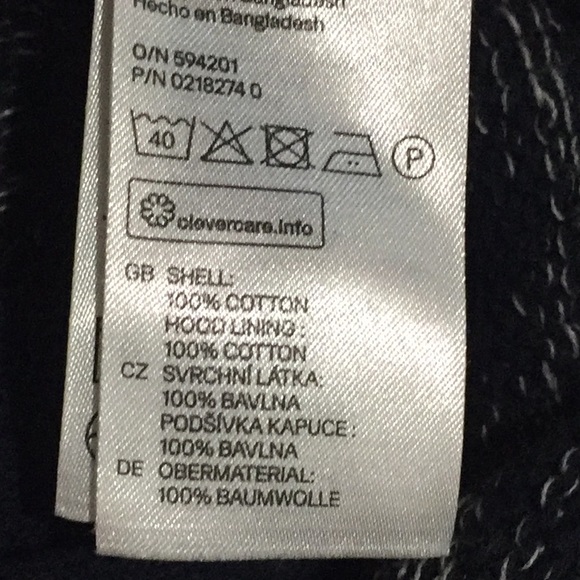 Hecho en Bangladesh
O/N 594201
P/N 0218274 0
40
P
clevercare.info
GB SHELL:
100% COTTON
HOOD LINING:
100% COTTON
CZ SVRCHNÍ LÁTKA:
100% BAVLNA
PODŠÍVKA KAPUCE:
100% BAVLNA
DE OBERMATERIAL:
100% BAUMWOLLE